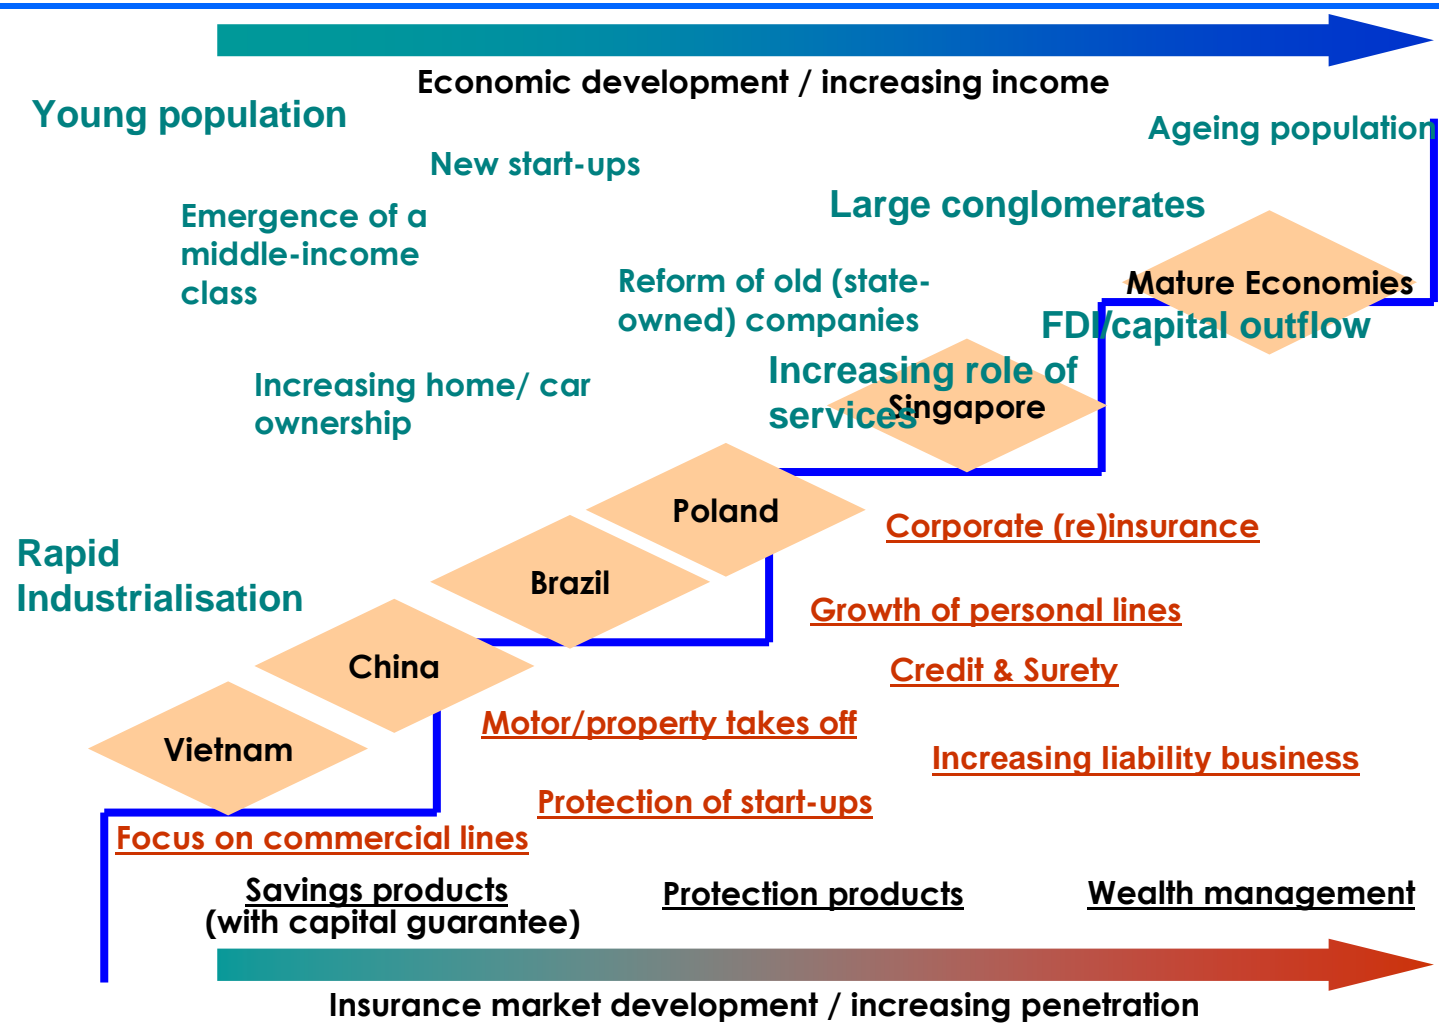 Economic development / increasing income
Young population
Ageing population
New start-ups
Large conglomerates
Emergence of a
middle-income
class
Reform of old (state-
owned) companies
Mature Economies
FDI/capital outflow
Increasing home/ car
ownership
Increasing role of
services
Singapore
Poland
Corporate (re)insurance
Rapid
Industrialisation
Brazil
Growth of personal lines
China
Credit & Surety
Motor/property takes off
Vietnam
Increasing liability business
Protection of start-ups
Focus on commercial lines
Savings products
(with capital guarantee)
Protection products
Wealth management
Insurance market development / increasing penetration